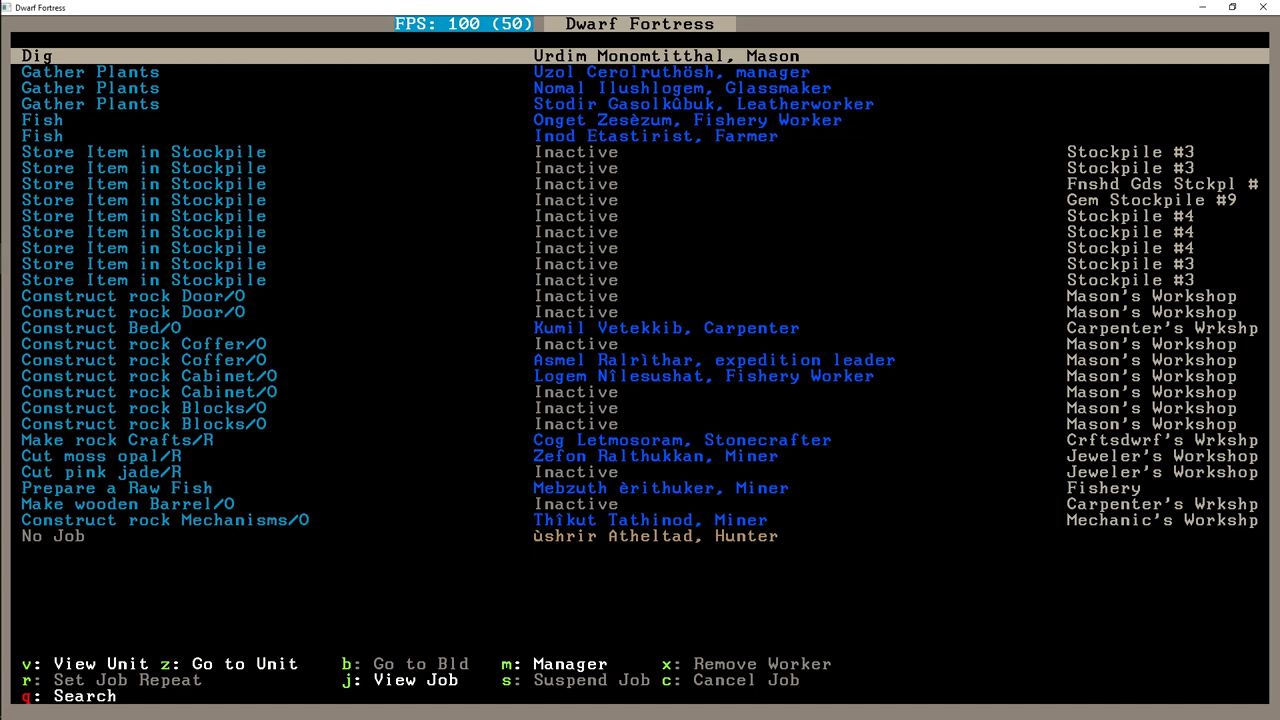 Dwarf Fortress
FPS: 100 (50) Dwarf Fortress
Dig Urdim Monomtitthal, Mason
Gather Plants Uzol Cerolruthösh, manager
Gather Plants Nomal Ilushlogem, Glassmaker
Gather Plants Stodir Gasolkûbuk, Leatherworker
Fish Onget Zesèzum, Fishery Worker
Fish Inod Etastirist, Farmer
Store Item in Stockpile Inactive Stockpile #3
Store Item in Stockpile Inactive Stockpile #3
Store Item in Stockpile Inactive Fnshd Gds Stckpl #
Store Item in Stockpile Inactive Gem Stockpile #9
Store Item in Stockpile Inactive Stockpile #4
Store Item in Stockpile Inactive Stockpile #4
Store Item in Stockpile Inactive Stockpile #4
Store Item in Stockpile Inactive Stockpile #3
Store Item in Stockpile Inactive Stockpile #3
Construct rock Door/O Inactive Mason's Workshop
Construct rock Door/O Inactive Mason's Workshop
Construct Bed/O Kumil Vetekkib, Carpenter Carpenter's Wrkshp
Construct rock Coffer/O Inactive Mason's Workshop
Construct rock Coffer/O Asmel Ralrìthar, expedition leader Mason's Workshop
Construct rock Cabinet/O Logem Nîlesushat, Fishery Worker Mason's Workshop
Construct rock Cabinet/O Inactive Mason's Workshop
Construct rock Blocks/O Inactive Mason's Workshop
Construct rock Blocks/O Inactive Mason's Workshop
Make rock Crafts/R Cog Letmosoram, Stonecrafter Crftsdwrf's Wrkshp
Cut moss opal/R Zefon Ralthukkan, Miner Jeweler's Workshop
Cut pink jade/R Inactive Jeweler's Workshop
Prepare a Raw Fish Mebzuth èrithuker, Miner Fishery
Make wooden Barrel/O Inactive Carpenter's Wrkshp
Construct rock Mechanisms/O Thîkut Tathinod, Miner Mechanic's Workshp
No Job ùshrir Atheltad, Hunter
v: View Unit z: Go to Unit b: Go to Bld m: Manager x: Remove Worker
r: Set Job Repeat j: View Job s: Suspend Job c: Cancel Job
q: Search